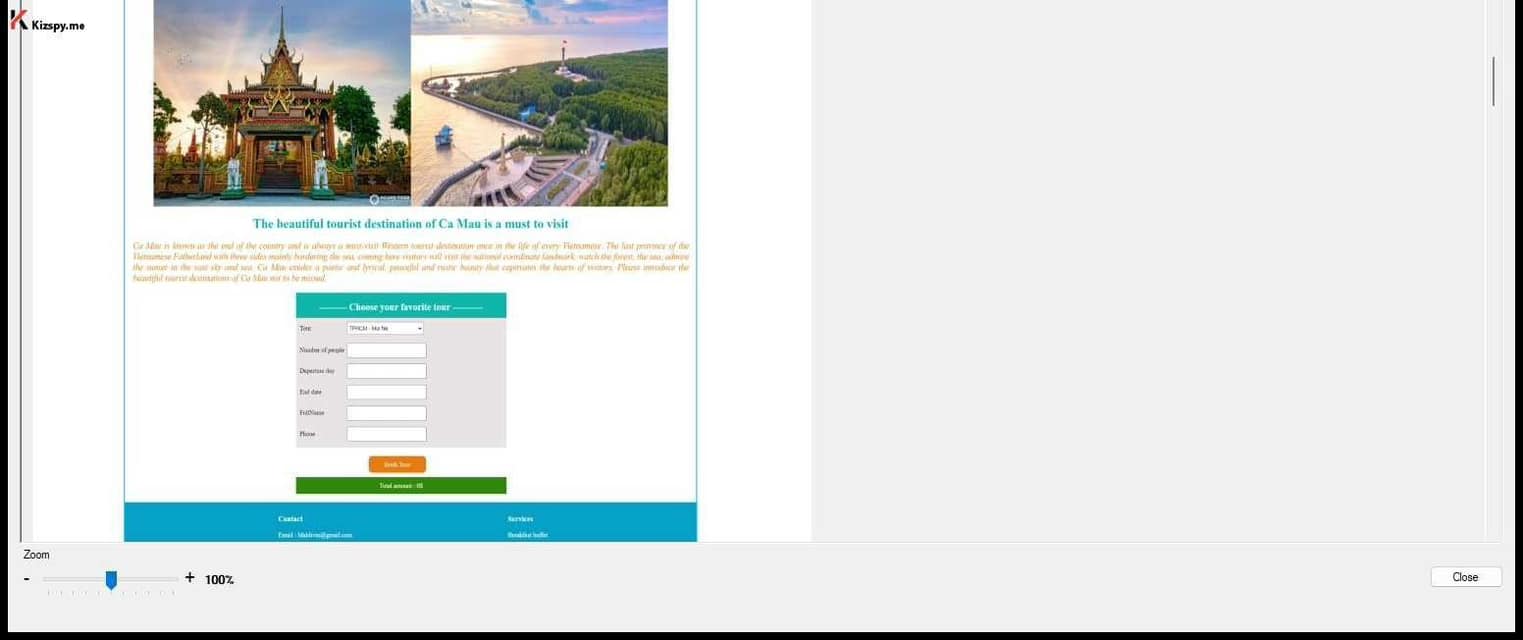 Kizspy.me
The beautiful tourist destination of Ca Mau is a must to visit
Ca Mau is known as the end of the country and is always a must-visit Western tourist destination once in the life of every Vietnamese. The last province of the
Vietnamese Fatherland with three sides mainly bordering the sea, coming here visitors will visit the national coordinate landmark, watch the forest, the sea, admire
the sunset in the vast sky and sea. Ca Mau exudes a poetic and lyrical, peaceful and rustic beauty that captivates the hearts of visitors. Please introduce the
beautiful tourist destinations of Ca Mau not to be missed.
Choose your favorite tour
Tour
TPHCM - Mui Ne
Number of people
Departure day
End date
FullName
Phone
Book Tour
Total amount : 0$
Contact
Services
Email : Maldives@gmail.com
Breakfast buffet
Zoom
- + 100%
Close